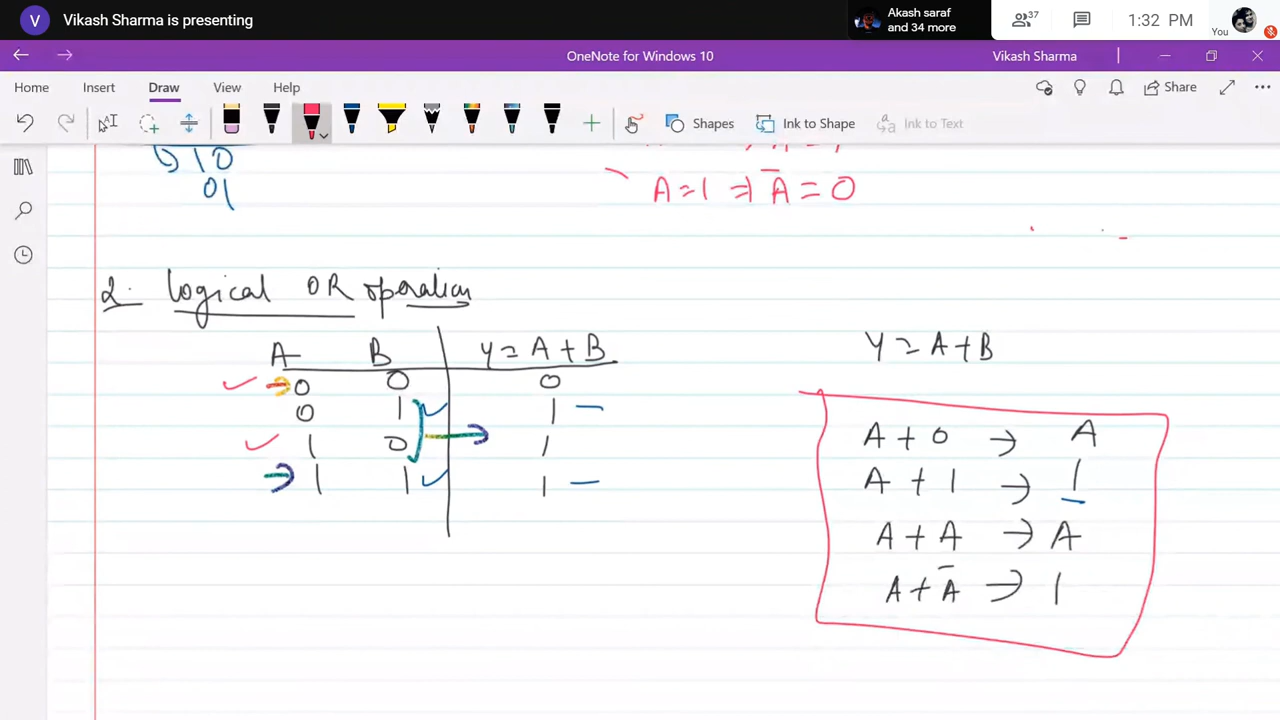 V Vikash Sharma is presenting
Akash saraf
and 34 more
37
1:32 PM
You
OneNote for Windows 10
Vikash Sharma
Home Insert Draw View Help
Share
Shapes
Ink to Shape
Ink to Text
10
01
A=1 ⇒ A̅ = 0
2. Logical OR operation
A B Y = A + B
0 0 0
0 1 1
1 0 1
1 1 1
Y = A + B
A + 0 → A
A + 1 → 1
A + A → A
A + A̅ → 1